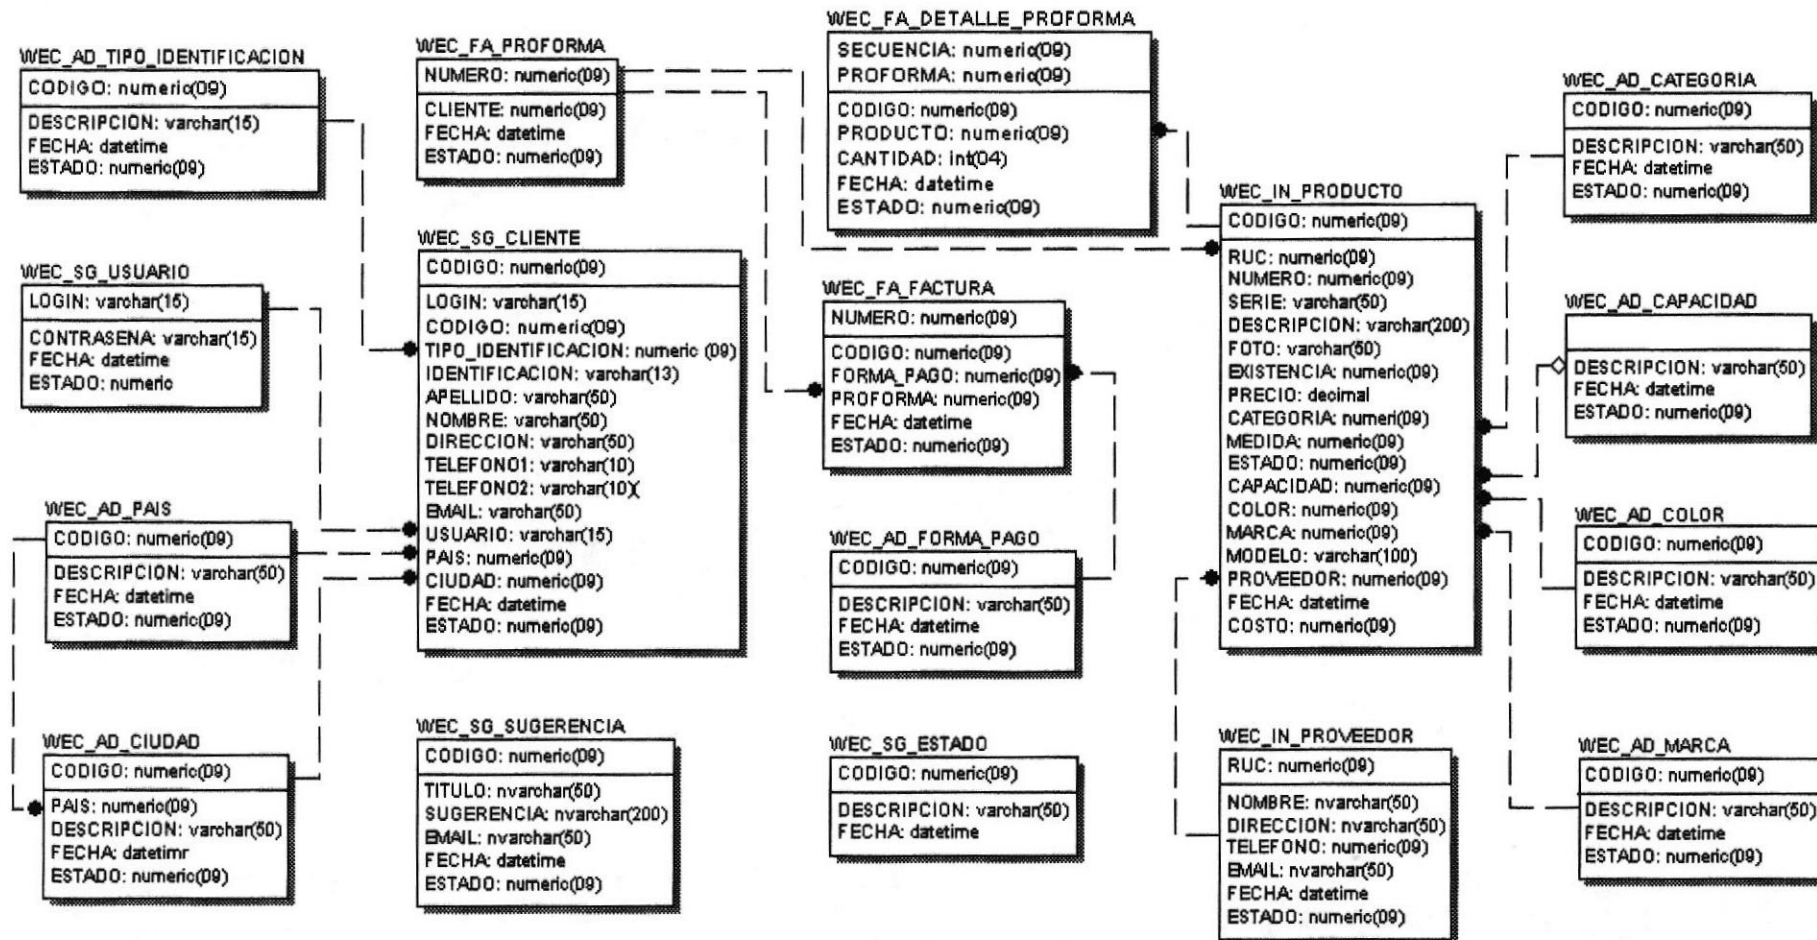 WEC_AD_TIPO_IDENTIFICACION
CODIGO: numeric(09)
DESCRIPCION: varchar(15)
FECHA: datetime
ESTADO: numeric(09)
WEC_FA_PROFORMA
NUMERO: numeric(09)
CLIENTE: numeric(09)
FECHA: datetime
ESTADO: numeric(09)
WEC_FA_DETALLE_PROFORMA
SECUENCIA: numeric(09)
PROFORMA: numeric(09)
CODIGO: numeric(09)
PRODUCTO: numeric(09)
CANTIDAD: int(04)
FECHA: datetime
ESTADO: numeric(09)
WEC_AD_CATEGORIA
CODIGO: numeric(09)
DESCRIPCION: varchar(50)
FECHA: datetime
ESTADO: numeric(09)
WEC_SG_USUARIO
LOGIN: varchar(15)
CONTRASENA: varchar(15)
FECHA: datetime
ESTADO: numeric
WEC_SG_CLIENTE
CODIGO: numeric(09)
LOGIN: varchar(15)
CODIGO: numeric(09)
TIPO_IDENTIFICACION: numeric (09)
IDENTIFICACION: varchar(13)
APELLIDO: varchar(50)
NOMBRE: varchar(50)
DIRECCION: varchar(50)
TELEFONO1: varchar(10)
TELEFONO2: varchar(10)(
EMAIL: varchar(50)
USUARIO: varchar(15)
PAIS: numeric(09)
CIUDAD: numeric(09)
FECHA: datetime
ESTADO: numeric(09)
WEC_FA_FACTURA
NUMERO: numeric(09)
CODIGO: numeric(09)
FORMA_PAGO: numeric(09)
PROFORMA: numeric(09)
FECHA: datetime
ESTADO: numeric(09)
WEC_IN_PRODUCTO
CODIGO: numeric(09)
RUC: numeric(09)
NUMERO: numeric(09)
SERIE: varchar(50)
DESCRIPCION: varchar(200)
FOTO: varchar(50)
EXISTENCIA: numeric(09)
PRECIO: decimal
CATEGORIA: numeri(09)
MEDIDA: numeric(09)
ESTADO: numeric(09)
CAPACIDAD: numeric(09)
COLOR: numeric(09)
MARCA: numeric(09)
MODELO: varchar(100)
PROVEEDOR: numeric(09)
FECHA: datetime
COSTO: numeric(09)
WEC_AD_CAPACIDAD
DESCRIPCION: varchar(50)
FECHA: datetime
ESTADO: numeric(09)
WEC_AD_PAIS
CODIGO: numeric(09)
DESCRIPCION: varchar(50)
FECHA: datetime
ESTADO: numeric(09)
WEC_AD_FORMA_PAGO
CODIGO: numeric(09)
DESCRIPCION: varchar(50)
FECHA: datetime
ESTADO: numeric(09)
WEC_AD_COLOR
CODIGO: numeric(09)
DESCRIPCION: varchar(50)
FECHA: datetime
ESTADO: numeric(09)
WEC_AD_CIUDAD
CODIGO: numeric(09)
PAIS: numeric(09)
DESCRIPCION: varchar(50)
FECHA: datetimr
ESTADO: numeric(09)
WEC_SG_SUGERENCIA
CODIGO: numeric(09)
TITULO: nvarchar(50)
SUGERENCIA: nvarchar(200)
EMAIL: nvarchar(50)
FECHA: datetime
ESTADO: numeric(09)
WEC_SG_ESTADO
CODIGO: numeric(09)
DESCRIPCION: varchar(50)
FECHA: datetime
WEC_IN_PROVEEDOR
RUC: numeric(09)
NOMBRE: nvarchar(50)
DIRECCION: nvarchar(50)
TELEFONO: numeric(09)
EMAIL: nvarchar(50)
FECHA: datetime
ESTADO: numeric(09)
WEC_AD_MARCA
CODIGO: numeric(09)
DESCRIPCION: varchar(50)
FECHA: datetime
ESTADO: numeric(09)